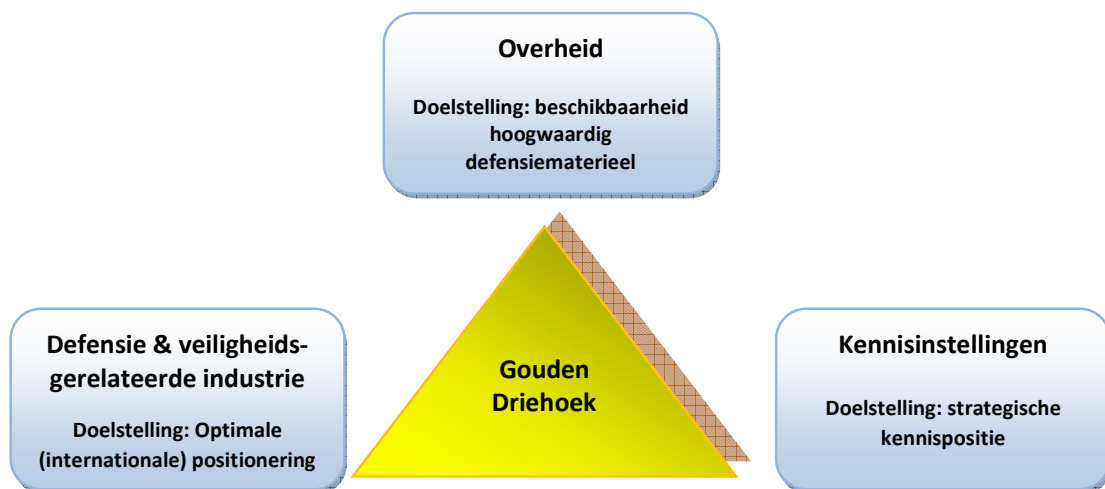 Overheid
Doelstelling: beschikbaarheid
hoogwaardig
defensiematerieel
Defensie & veiligheids-
gerelateerde industrie
Doelstelling: Optimale
(internationale) positionering
Gouden
Driehoek
Kennisinstellingen
Doelstelling: strategische
kennispositie